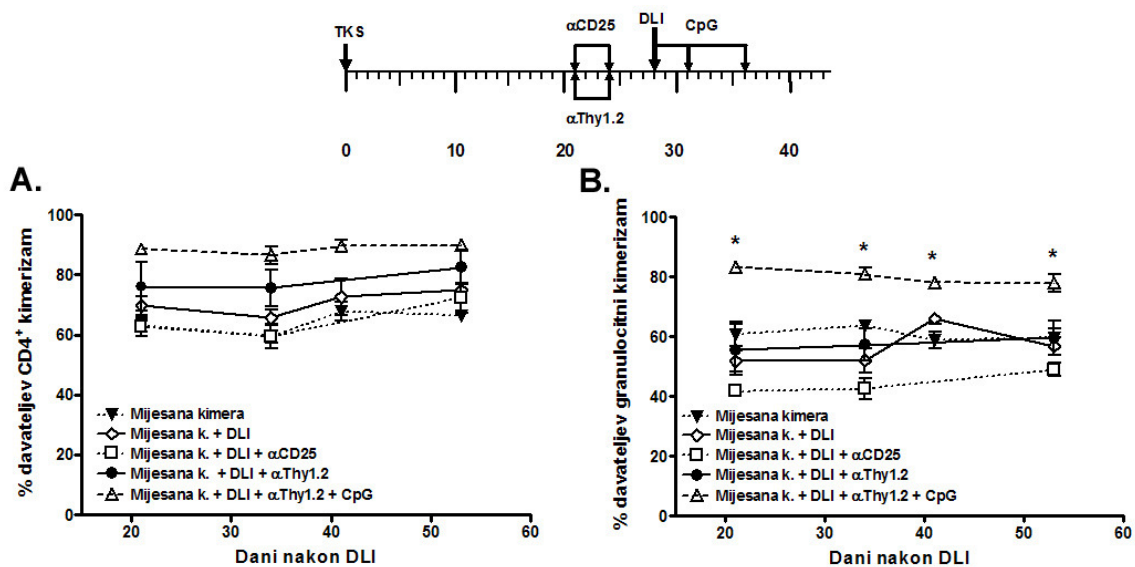 TKS
αCD25
DLI
CpG
αThy1.2
0 10 20 30 40
A.
% davateljev CD4⁺ kimerizam
100
80
60
40
20
0
Mijesana kimera
Mijesana k. + DLI
Mijesana k. + DLI + αCD25
Mijesana k. + DLI + αThy1.2
Mijesana k. + DLI + αThy1.2 + CpG
20 30 40 50 60
Dani nakon DLI
B.
% davateljev granulocitni kimerizam
100
80
60
40
20
0
* * * *
Mijesana kimera
Mijesana k. + DLI
Mijesana k. + DLI + αCD25
Mijesana k. + DLI + αThy1.2
Mijesana k. + DLI + αThy1.2 + CpG
20 30 40 50 60
Dani nakon DLI